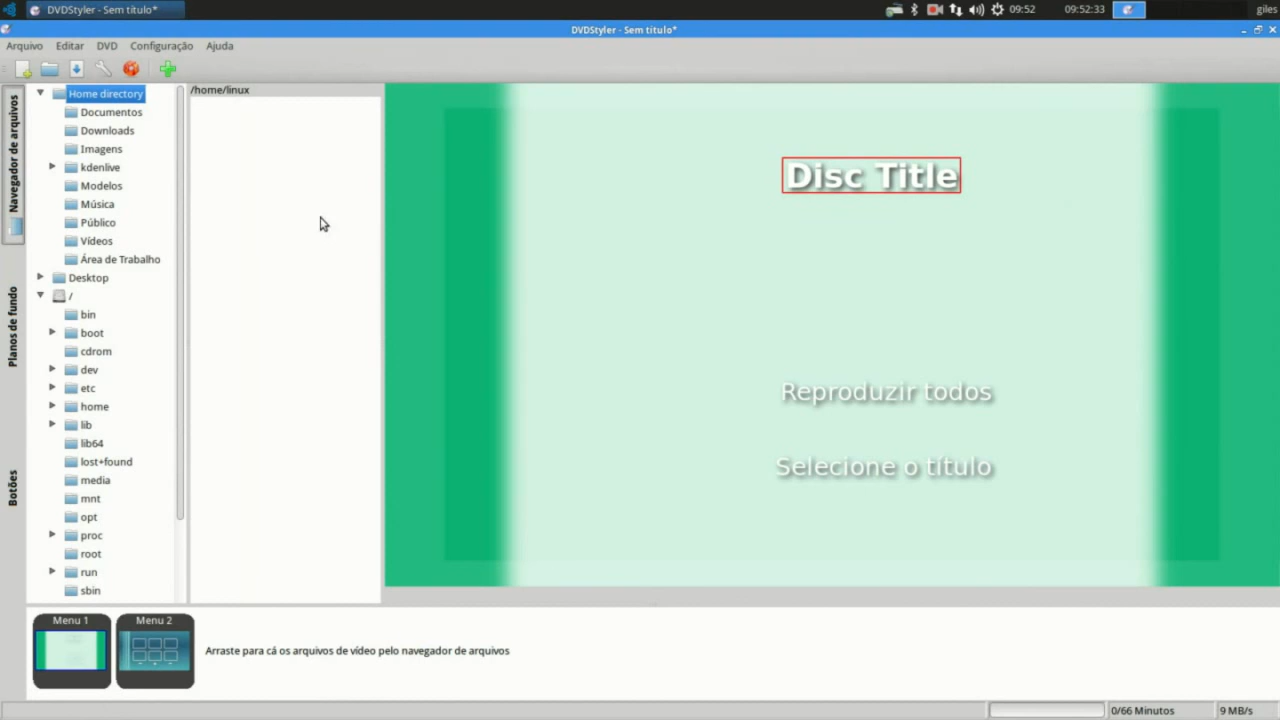 DVDStyler - Sem título*
09:52
09:52:33
giles
DVDStyler - Sem título*
Arquivo Editar DVD Configuração Ajuda
Navegador de arquivos
Planos de fundo
Botões
Home directory
Documentos
Downloads
Imagens
kdenlive
Modelos
Música
Público
Vídeos
Área de Trabalho
Desktop
/
bin
boot
cdrom
dev
etc
home
lib
lib64
lost+found
media
mnt
opt
proc
root
run
sbin
/home/linux
Disc Title
Reproduzir todos
Selecione o título
Menu 1
Menu 2
Arraste para cá os arquivos de vídeo pelo navegador de arquivos
0/66 Minutos
9 MB/s